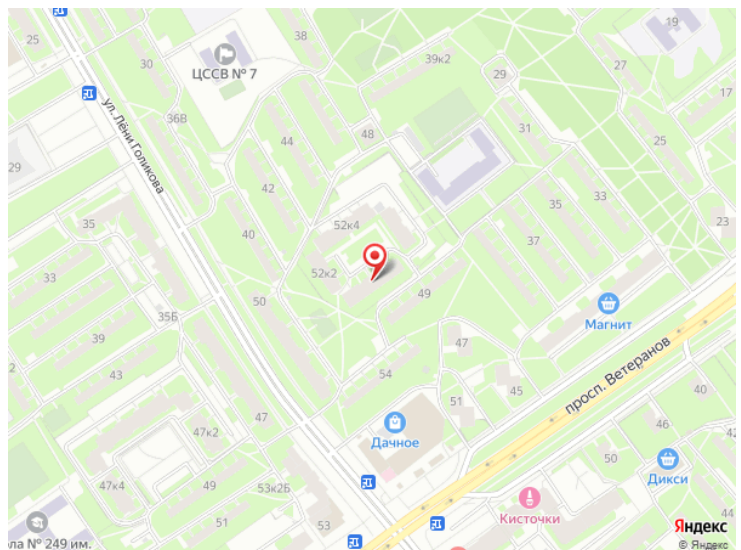 25
30
ЦССВ № 7
38
39к2
19
29
27
17
36В
44
48
31
25
ул. Лёни Голикова
29
42
35
33
23
40
52к4
37
35
33
52к2
49
50
Магнит
35Б
39
47
просп. Ветеранов
43
54
51
45
40
47
47к2
Дачное
46
42
47к4
49
53к2Б
50
Дикси
51
53
Кисточки
44
ола № 249 им.
Яндекс
© Яндекс